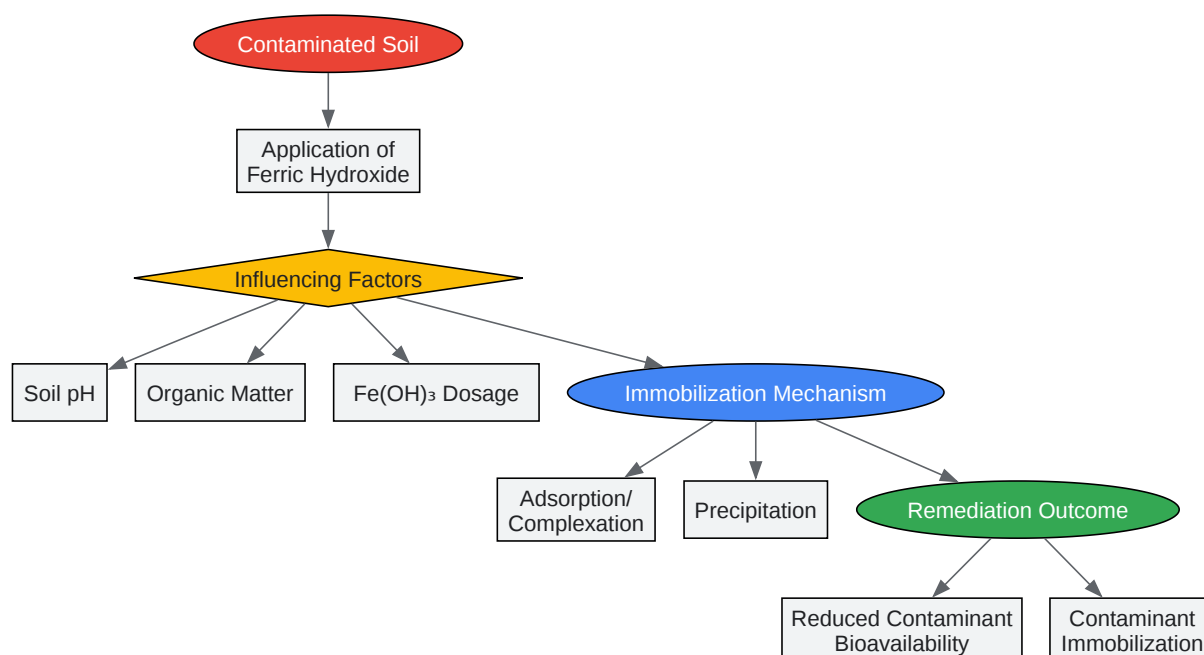 Contaminated Soil
Application of
Ferric Hydroxide
Influencing Factors
Soil pH
Organic Matter
Fe(OH)₃ Dosage
Immobilization Mechanism
Adsorption/
Complexation
Precipitation
Remediation Outcome
Reduced Contaminant
Bioavailability
Contaminant
Immobilization